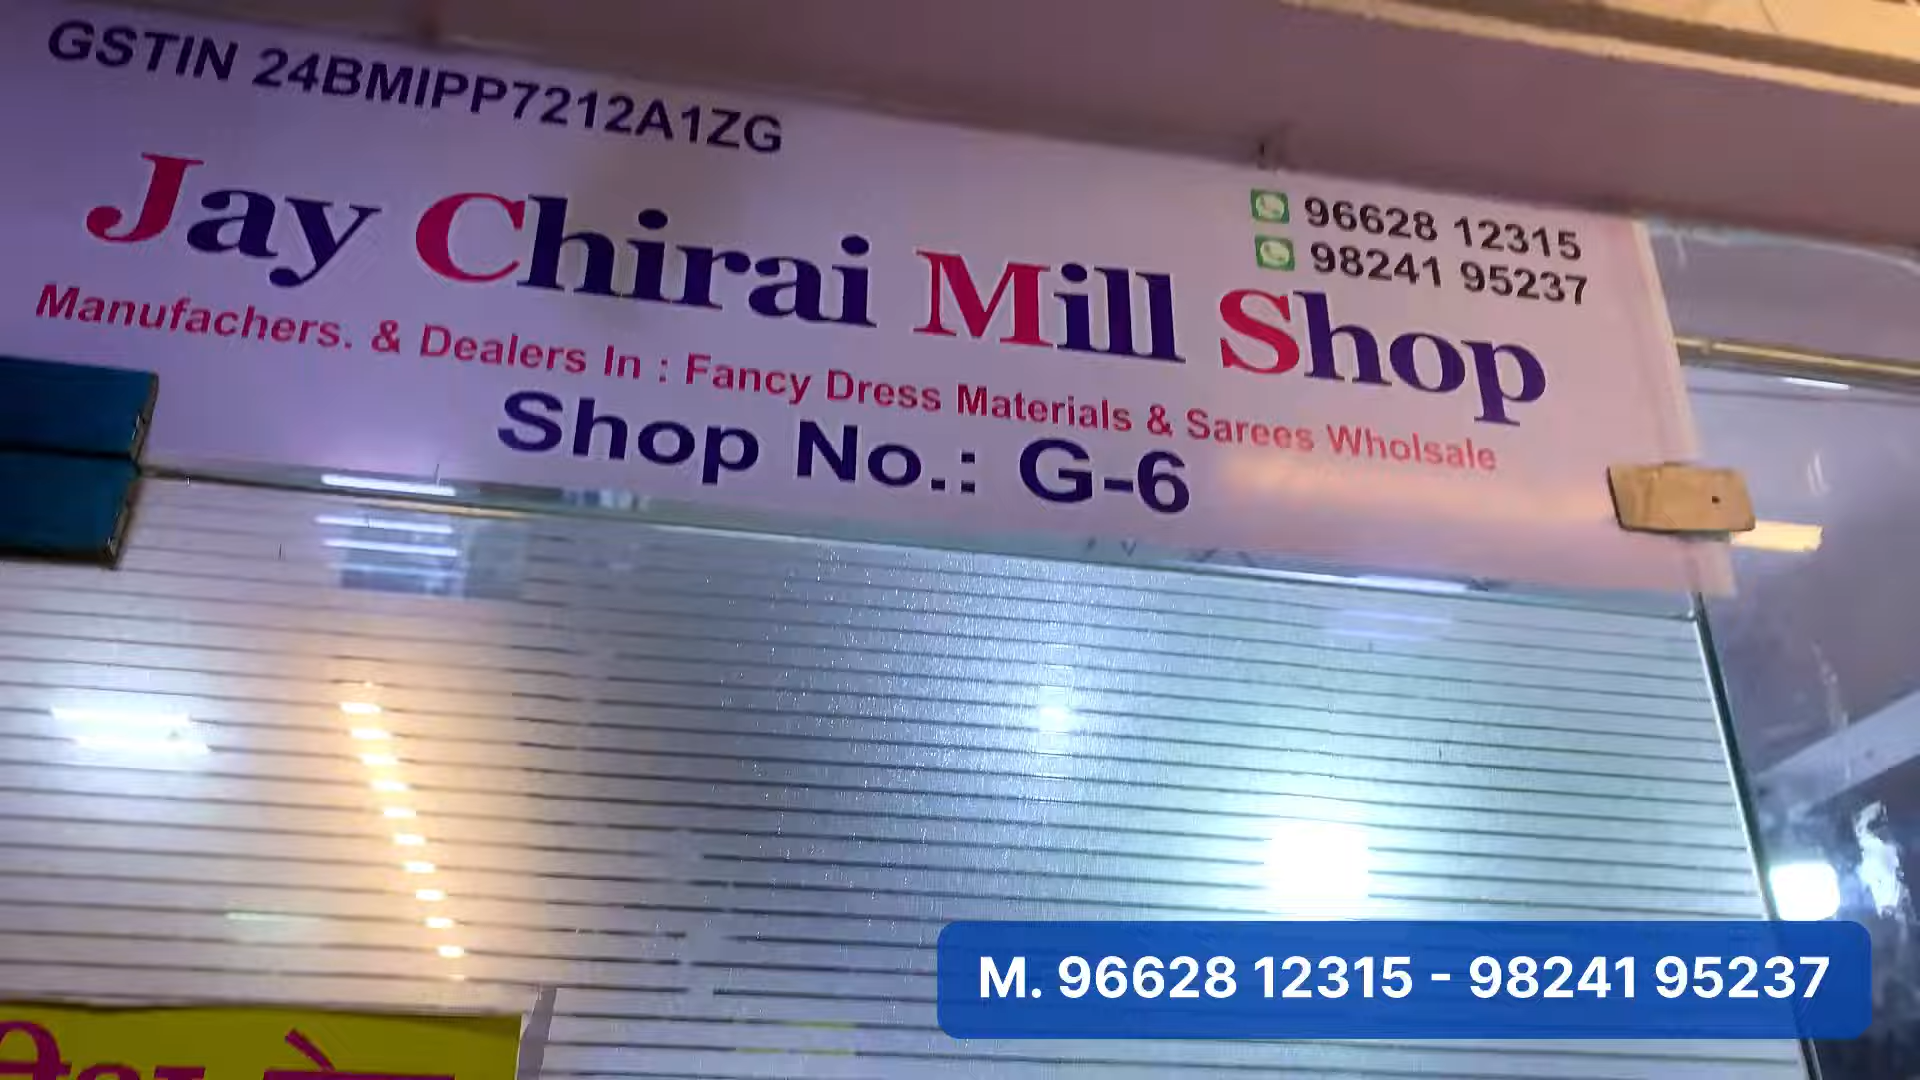 GSTIN 24BMIPP7212A1ZG
96628 12315
98241 95237
Jay Chirai Mill Shop
Manufachers. & Dealers In : Fancy Dress Materials & Sarees Wholsale
Shop No.: G-6
M. 96628 12315 - 98241 95237